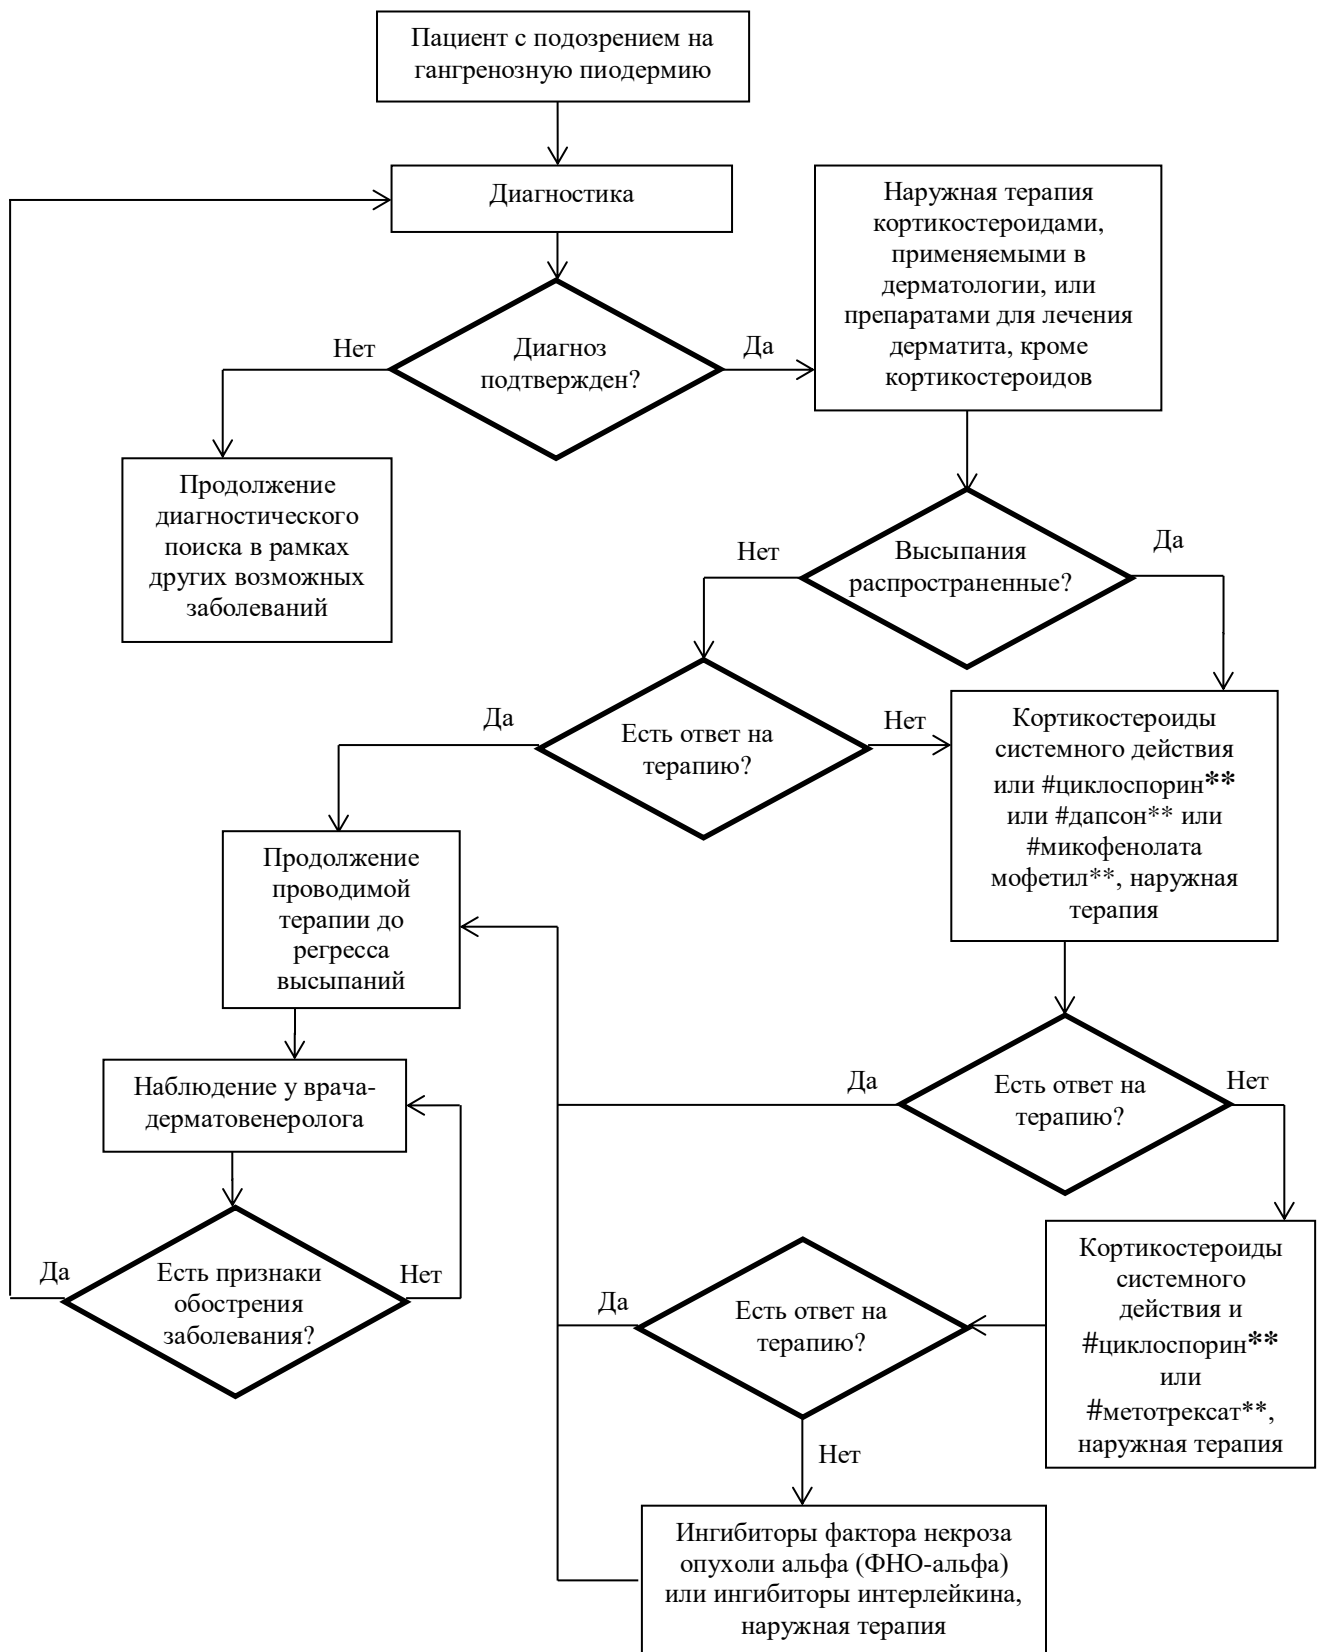 Пациент с подозрением на
гангренозную пиодермию
Диагностика
Наружная терапия
кортикостероидами,
применяемыми в
дерматологии, или
препаратами для лечения
дерматита, кроме
кортикостероидов
Нет
Диагноз
подтвержден?
Да
Продолжение
диагностического
поиска в рамках
других возможных
заболеваний
Нет
Высыпания
распространенные?
Да
Да
Есть ответ на
терапию?
Нет
Кортикостероиды
системного действия
или #циклоспорин**
или #дапсон** или
#микофенолата
мофетил**, наружная
терапия
Продолжение
проводимой
терапии до
регресса
высыпаний
Наблюдение у врача-
дерматовенеролога
Да
Есть ответ на
терапию?
Нет
Да
Есть признаки
обострения
заболевания?
Нет
Да
Есть ответ на
терапию?
Кортикостероиды
системного
действия и
#циклоспорин**
или
#метотрексат**,
наружная терапия
Нет
Ингибиторы фактора некроза
опухоли альфа (ФНО-альфа)
или ингибиторы интерлейкина,
наружная терапия